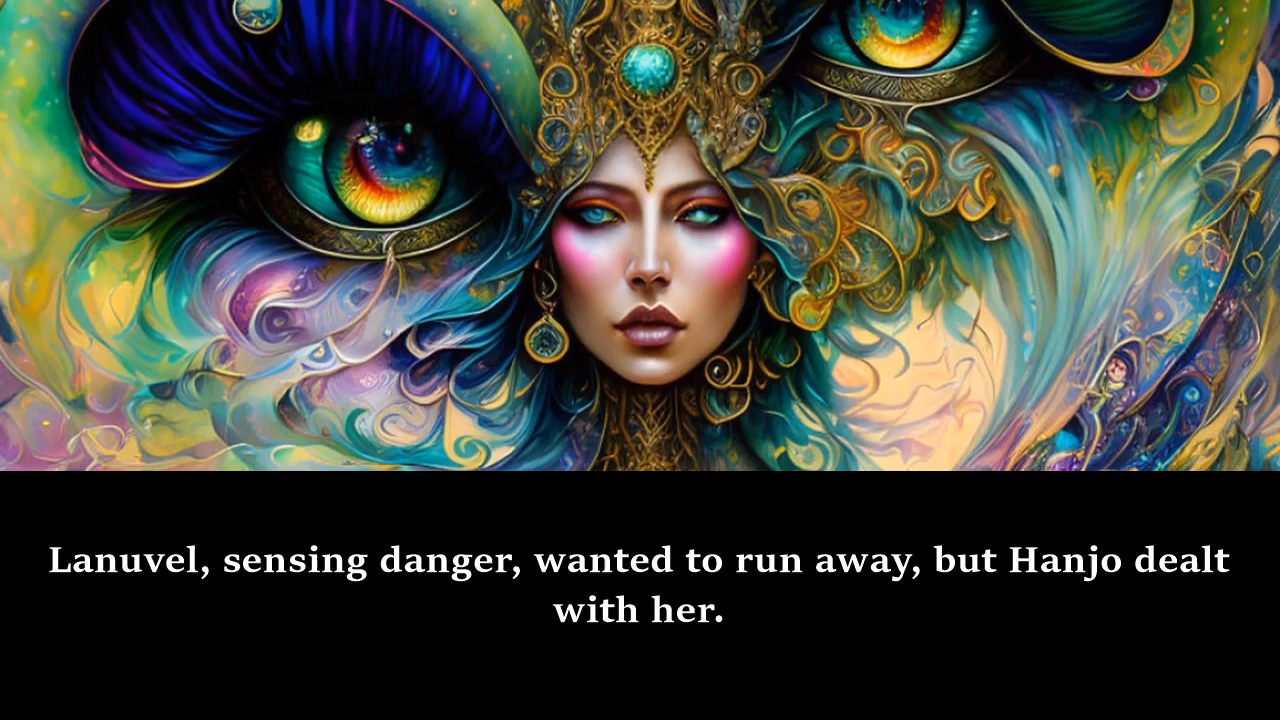 Lanuvel, sensing danger, wanted to run away, but Hanjo dealt
with her.